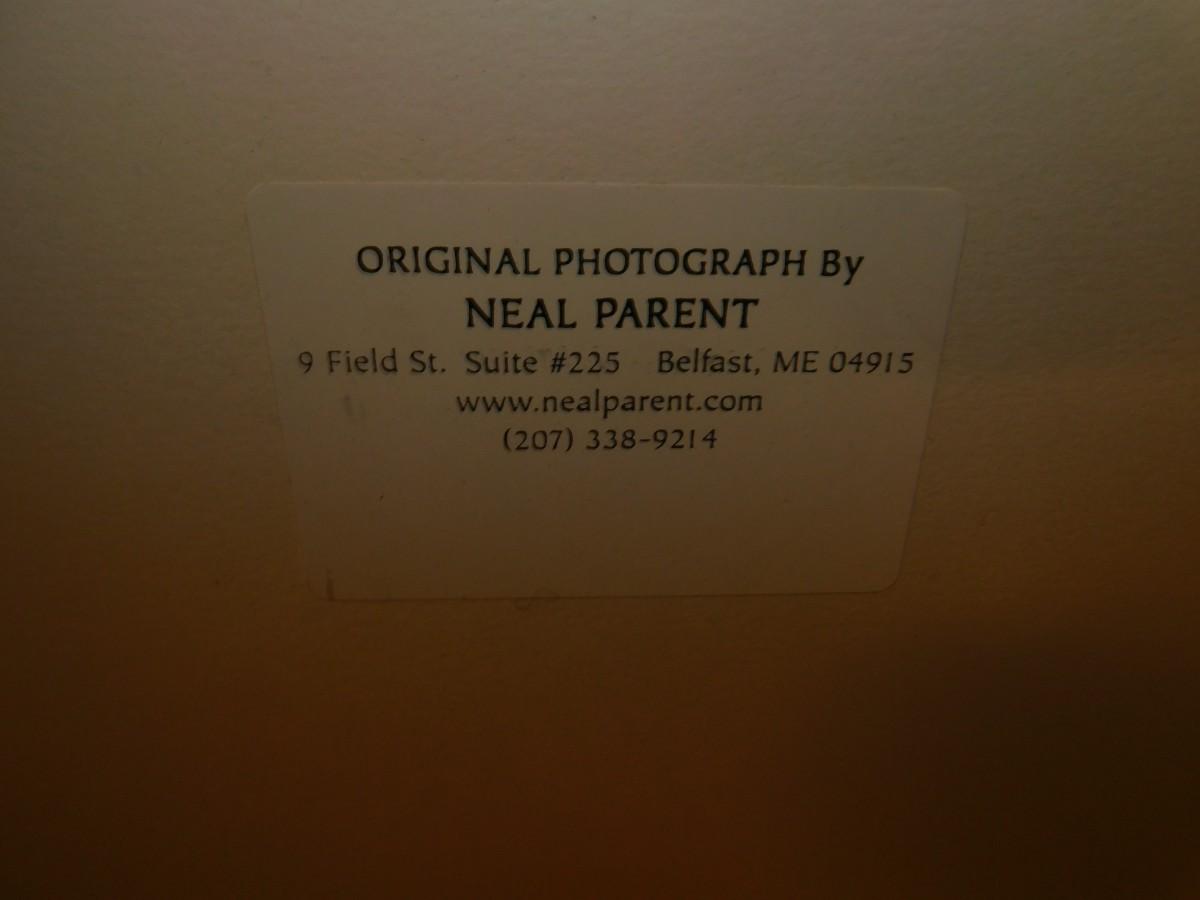 ORIGINAL PHOTOGRAPH By
NEAL PARENT
9 Field St. Suite #225 Belfast, ME 04915
www.nealparent.com
(207) 338-9214